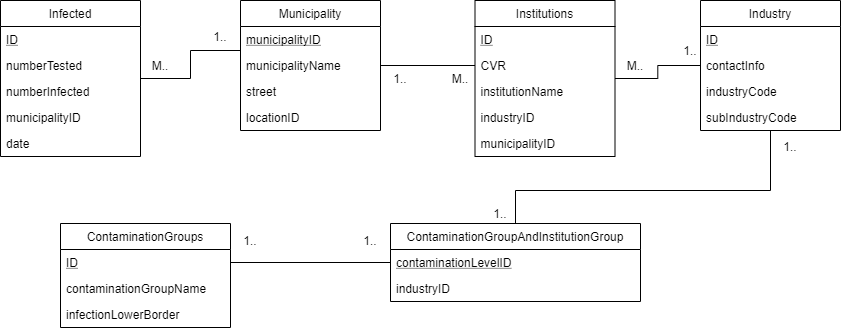 Infected
ID
numberTested
numberInfected
municipalityID
date
M..
1..
Municipality
municipalityID
municipalityName
street
locationID
1..
M..
Institutions
ID
CVR
institutionName
industryID
municipalityID
M..
1..
Industry
ID
contactInfo
industryCode
subIndustryCode
1..
1..
ContaminationGroups
ID
contaminationGroupName
infectionLowerBorder
1..
1..
ContaminationGroupAndInstitutionGroup
contaminationLevelID
industryID